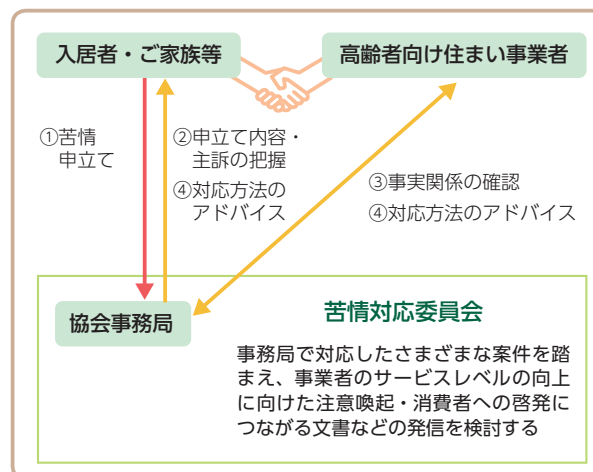 入居者・ご家族等
高齢者向け住まい事業者
①苦情
申立て
②申立て内容・
主訴の把握
④対応方法の
アドバイス
③事実関係の確認
④対応方法のアドバイス
協会事務局
苦情対応委員会
事務局で対応したさまざまな案件を踏
まえ、事業者のサービスレベルの向上
に向けた注意喚起・消費者への啓発に
つながる文書などの発信を検討する